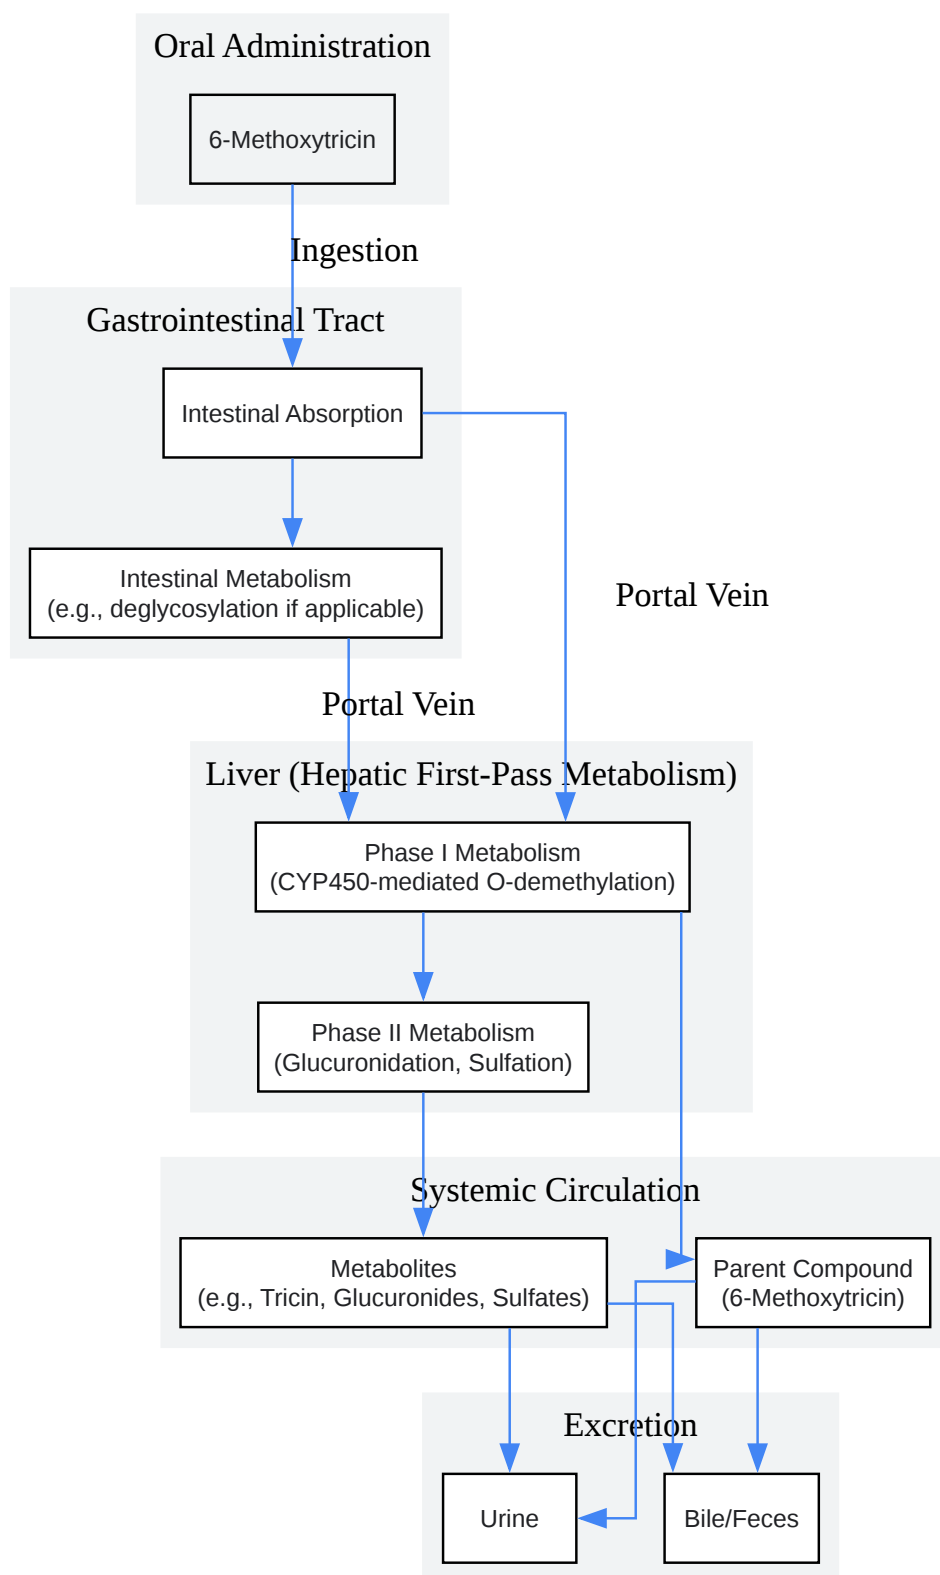 Oral Administration
6-Methoxytricin
Ingestion
Gastrointestinal Tract
Intestinal Absorption
Intestinal Metabolism
(e.g., deglycosylation if applicable)
Portal Vein
Portal Vein
Liver (Hepatic First-Pass Metabolism)
Phase I Metabolism
(CYP450-mediated O-demethylation)
Phase II Metabolism
(Glucuronidation, Sulfation)
Systemic Circulation
Metabolites
(e.g., Tricin, Glucuronides, Sulfates)
Parent Compound
(6-Methoxytricin)
Excretion
Urine
Bile/Feces